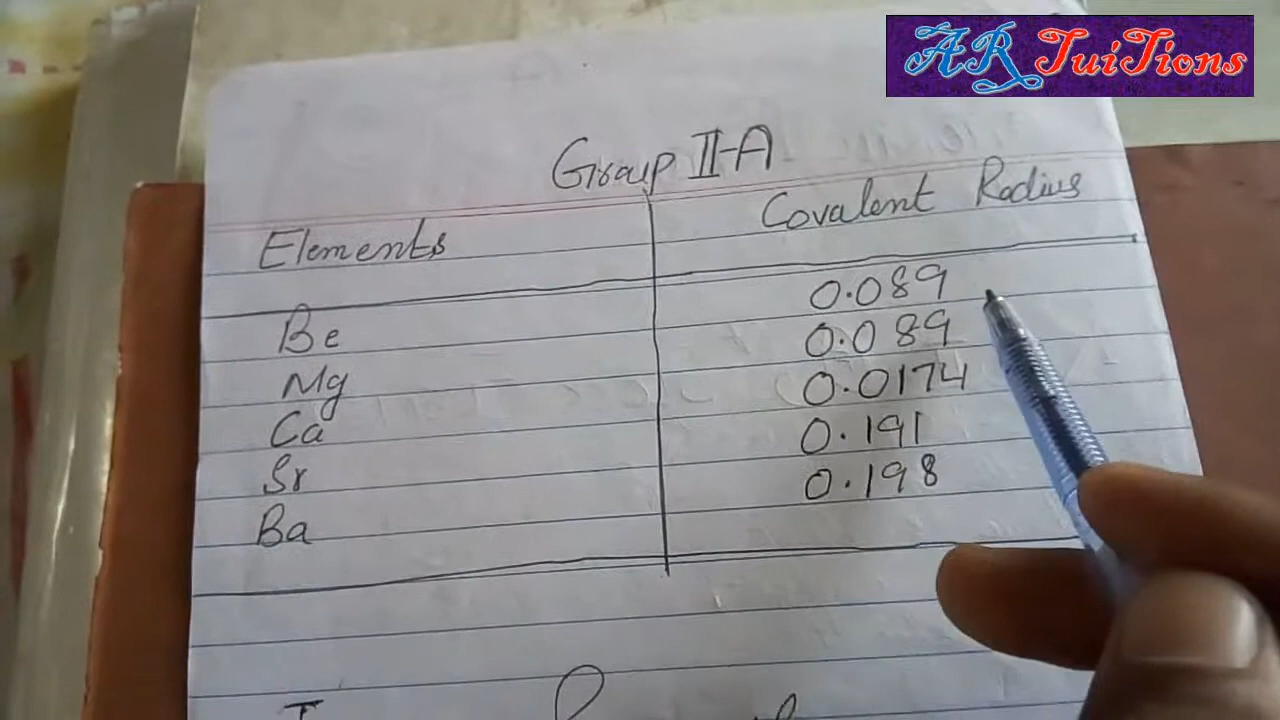 AR TuiTions
Group II-A
Elements Covalent Radius
Be 0.089
Mg 0.089
Ca 0.0174
Sr 0.191
Ba 0.198